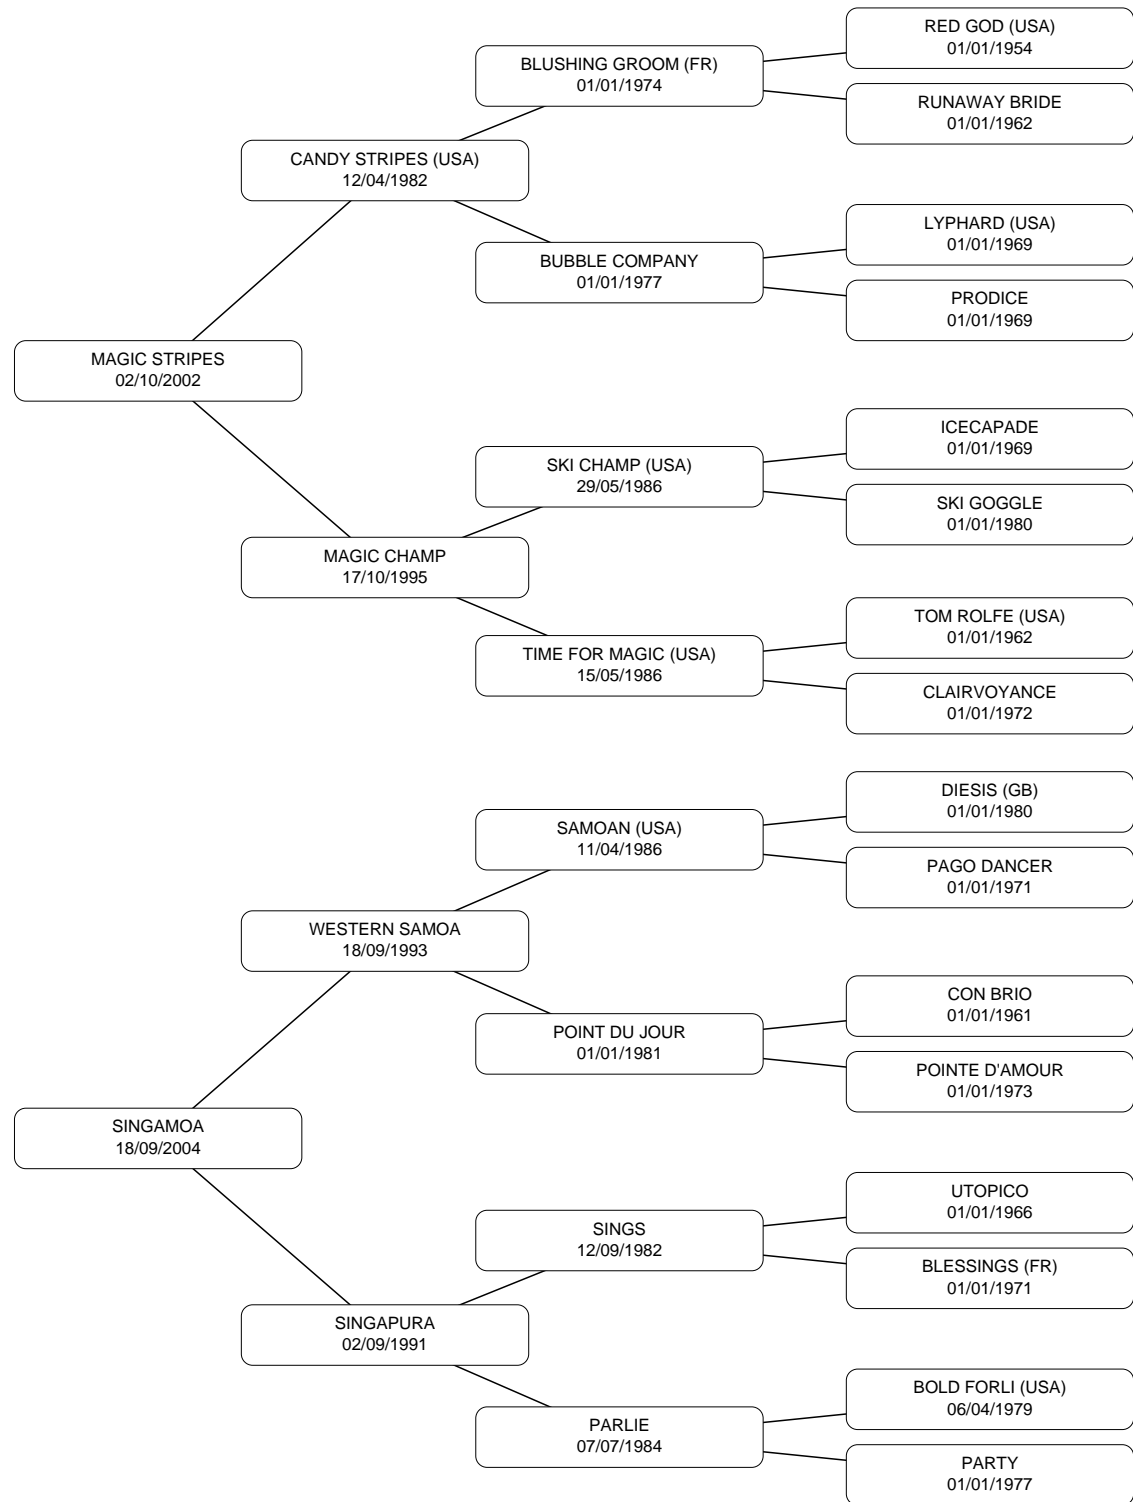 RED GOD (USA)
01/01/1954
BLUSHING GROOM (FR)
01/01/1974
RUNAWAY BRIDE
01/01/1962
CANDY STRIPES (USA)
12/04/1982
LYPHARD (USA)
01/01/1969
BUBBLE COMPANY
01/01/1977
PRODICE
01/01/1969
MAGIC STRIPES
02/10/2002
ICECAPADE
01/01/1969
SKI CHAMP (USA)
29/05/1986
SKI GOGGLE
01/01/1980
MAGIC CHAMP
17/10/1995
TOM ROLFE (USA)
01/01/1962
TIME FOR MAGIC (USA)
15/05/1986
CLAIRVOYANCE
01/01/1972
DIESIS (GB)
01/01/1980
SAMOAN (USA)
11/04/1986
PAGO DANCER
01/01/1971
WESTERN SAMOA
18/09/1993
CON BRIO
01/01/1961
POINT DU JOUR
01/01/1981
POINTE D'AMOUR
01/01/1973
SINGAMOA
18/09/2004
UTOPICO
01/01/1966
SINGS
12/09/1982
BLESSINGS (FR)
01/01/1971
SINGAPURA
02/09/1991
BOLD FORLI (USA)
06/04/1979
PARLIE
07/07/1984
PARTY
01/01/1977